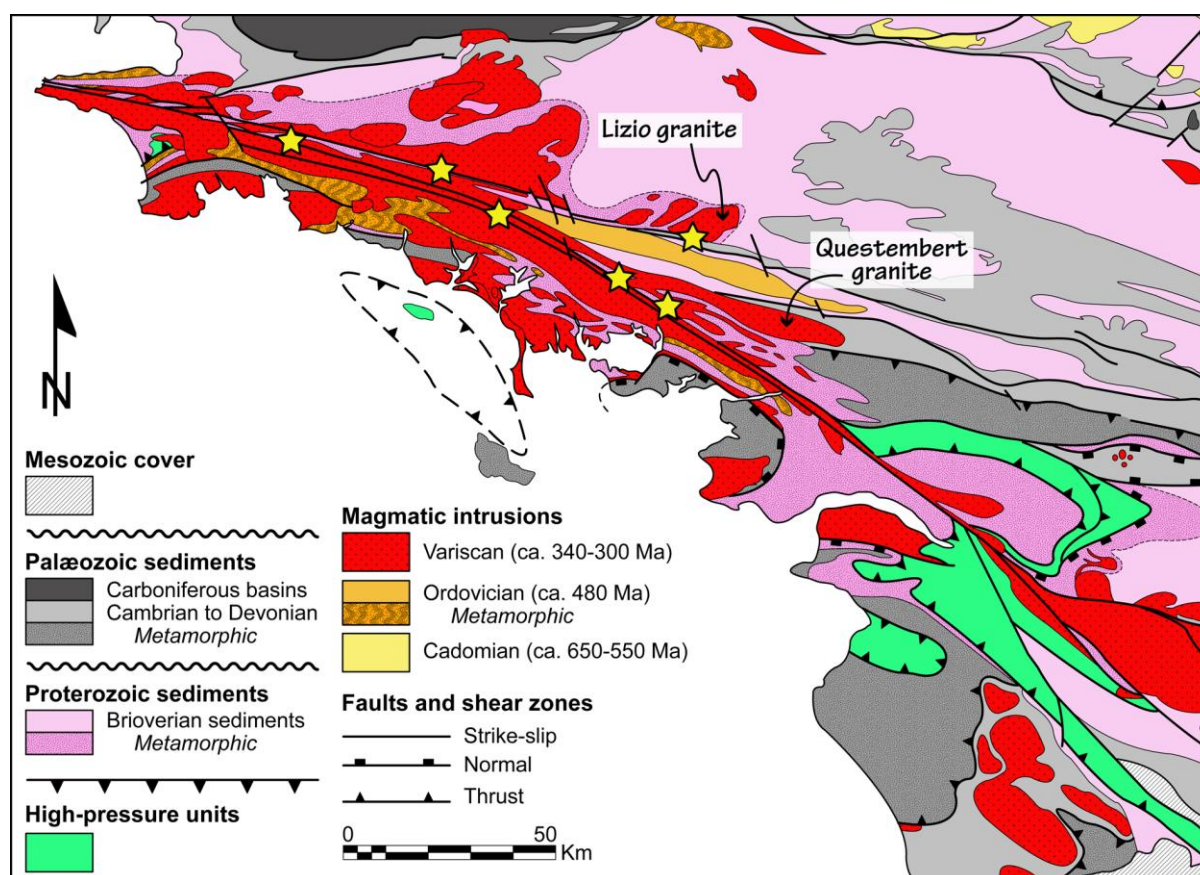 Lizio granite
Questembert
granite
N
Mesozoic cover
Palæozoic sediments
Carboniferous basins
Cambrian to Devonian
Metamorphic
Proterozoic sediments
Brioverian sediments
Metamorphic
High-pressure units
Magmatic intrusions
Variscan (ca. 340-300 Ma)
Ordovician (ca. 480 Ma)
Metamorphic
Cadomian (ca. 650-550 Ma)
Faults and shear zones
Strike-slip
Normal
Thrust
0 50
Km